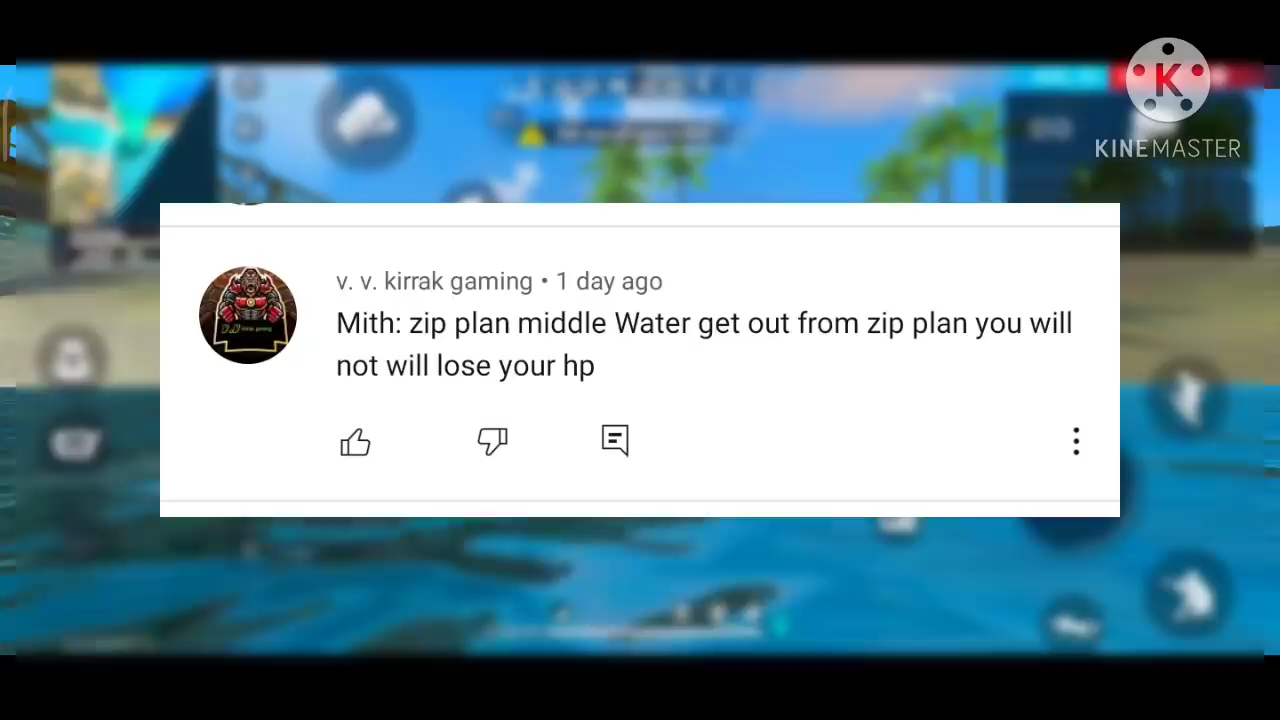 K
KINEMASTER
v. v. kirrak gaming • 1 day ago
Mith: zip plan middle Water get out from zip plan you will
not will lose your hp